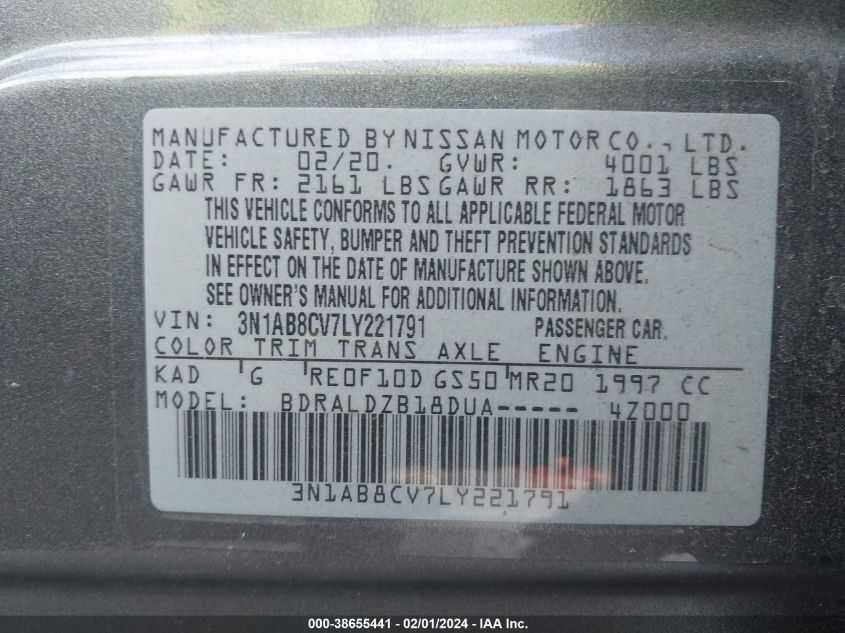 MANUFACTURED BY NISSAN MOTOR CO., LTD.
DATE: 02/20. GVWR: 4001 LBS
GAWR FR: 2161 LBS GAWR RR: 1863 LBS
THIS VEHICLE CONFORMS TO ALL APPLICABLE FEDERAL MOTOR
VEHICLE SAFETY, BUMPER AND THEFT PREVENTION STANDARDS
IN EFFECT ON THE DATE OF MANUFACTURE SHOWN ABOVE.
SEE OWNER'S MANUAL FOR ADDITIONAL INFORMATION.
VIN: 3N1AB8CV7LY221791 PASSENGER CAR.
COLOR TRIM TRANS AXLE ENGINE
KAD 'G 'RE0F10D GS50'MR20 1997 CC
MODEL: BDRALDZB18DUA----- 4Z000
3N1AB8CV7LY221791
000-38655441 - 02/01/2024 - IAA Inc.